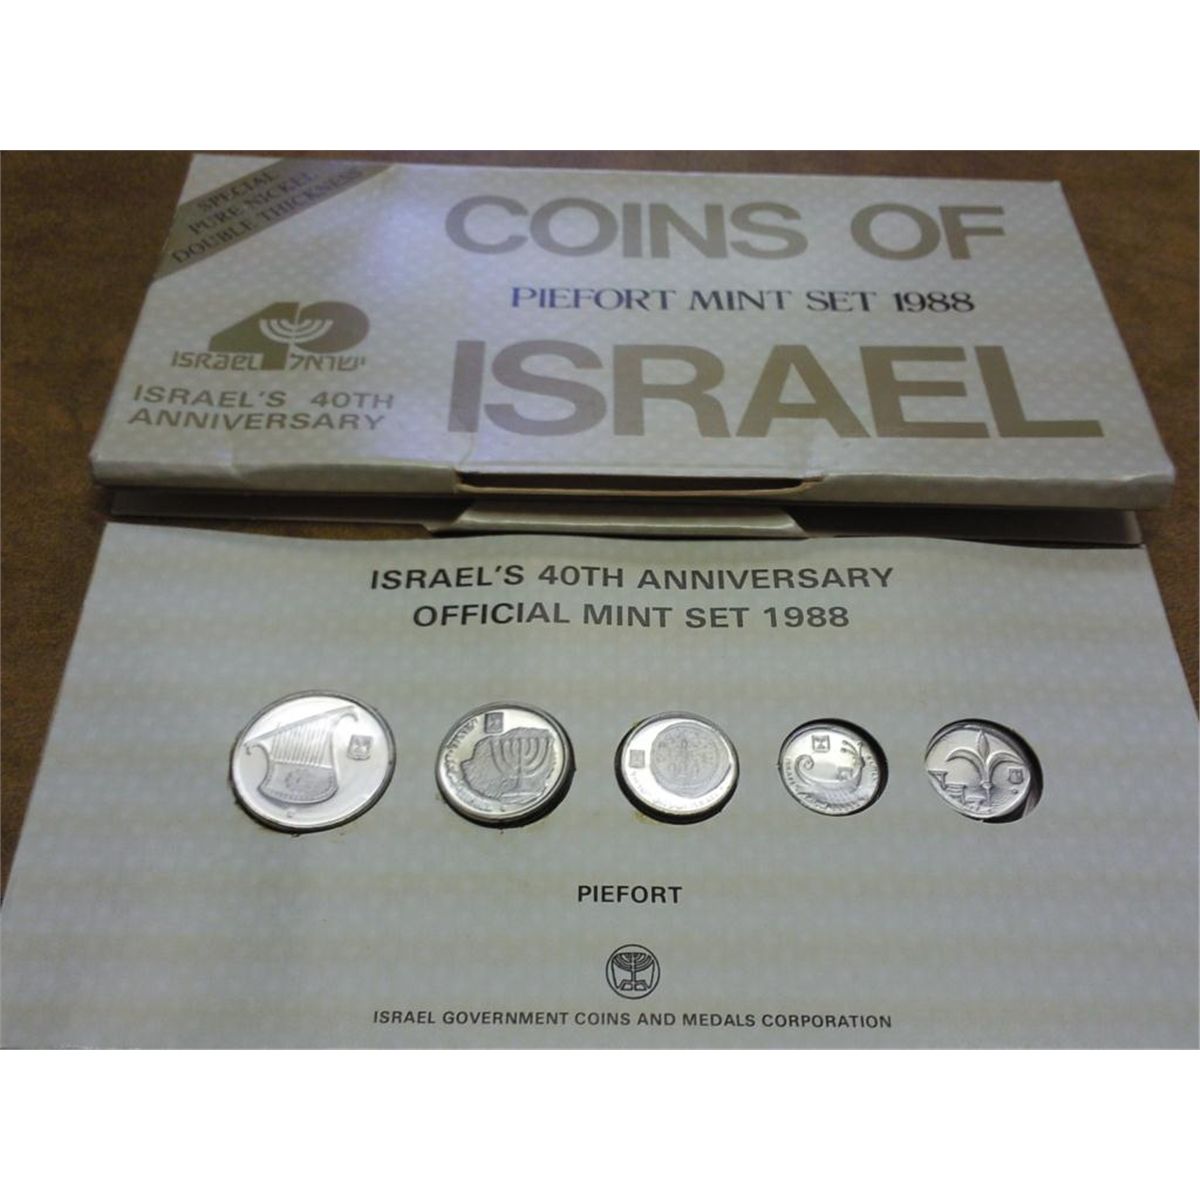 SPECIAL
PURE NICKEL
DOUBLE THICKNESS
COINS OF
PIEFORT MINT SET 1988
ISRAEL
40
ISRAEL ישראל
ISRAEL'S 40TH
ANNIVERSARY
ISRAEL'S 40TH ANNIVERSARY
OFFICIAL MINT SET 1988
PIEFORT
ISRAEL GOVERNMENT COINS AND MEDALS CORPORATION